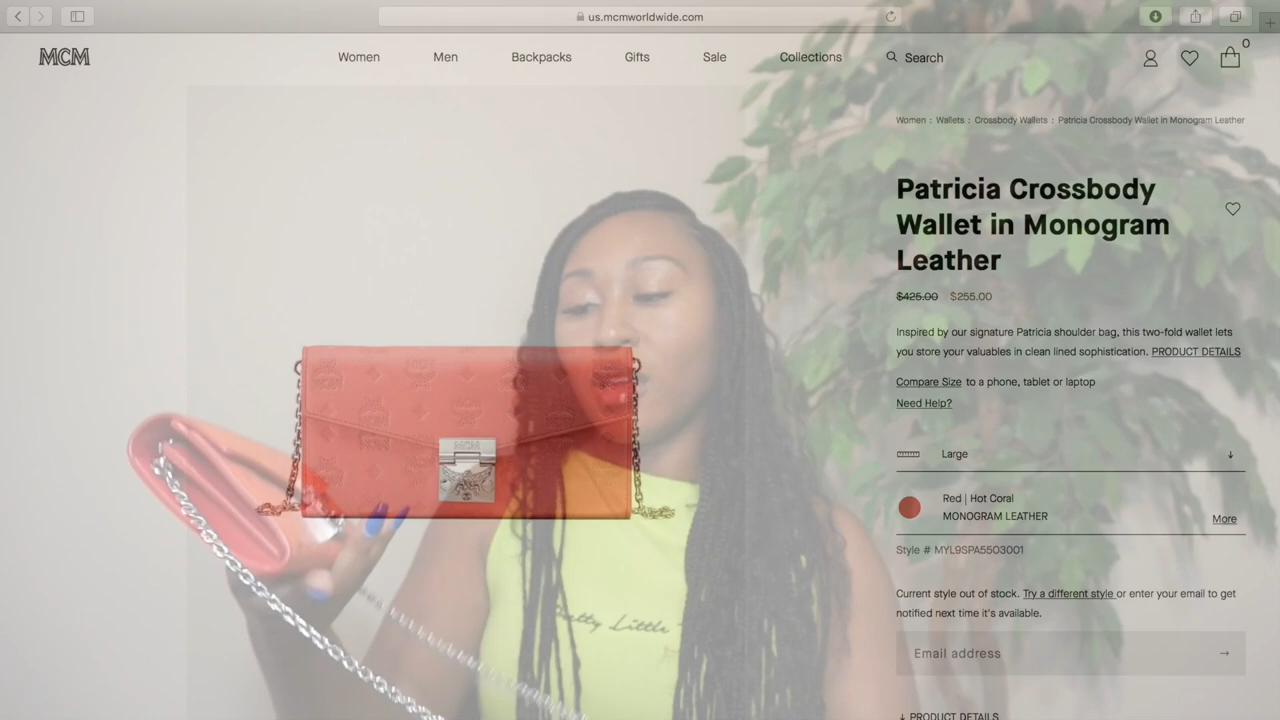 us.mcmworldwide.com
MCM
Women
Men
Backpacks
Gifts
Sale
Collections
Search
0
Women : Wallets : Crossbody Wallets : Patricia Crossbody Wallet in Monogram Leather
Patricia Crossbody
Wallet in Monogram
Leather
$425.00 $255.00
Inspired by our signature Patricia shoulder bag, this two-fold wallet lets
you store your valuables in clean lined sophistication. PRODUCT DETAILS
Compare Size to a phone, tablet or laptop
Need Help?
Large
Red | Hot Coral
MONOGRAM LEATHER
More
Style # MYL9SPA5503001
Current style out of stock. Try a different style or enter your email to get
notified next time it's available.
Email address
PRODUCT DETAILS
MCM
Pretty Little